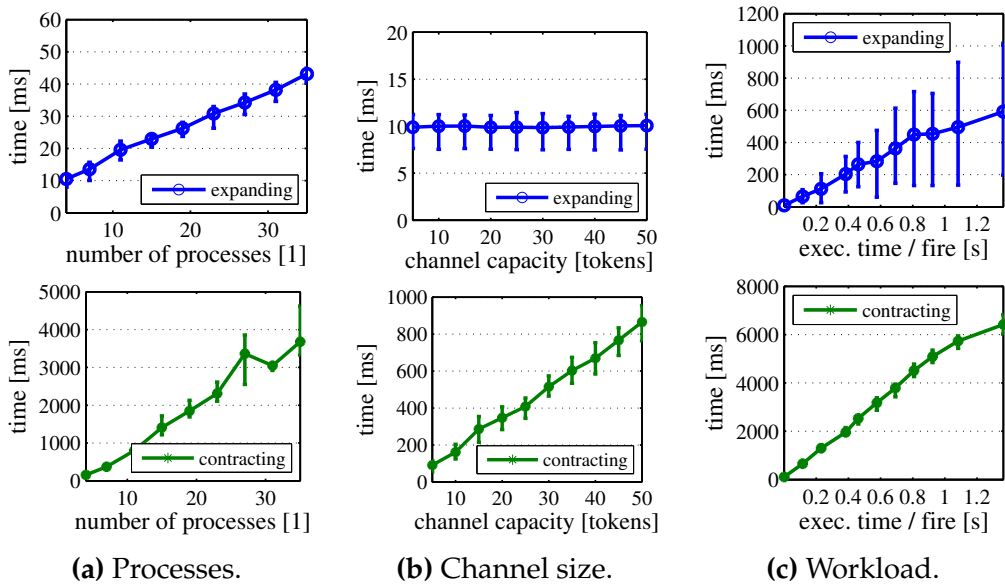 60
50
40
30
20
10
0
time [ms]
expanding
10 20 30
number of processes [1]
20
15
10
5
0
time [ms]
expanding
10 20 30 40 50
channel capacity [tokens]
1200
1000
800
600
400
200
0
time [ms]
expanding
0.2 0.4 0.6 0.8 1 1.2
exec. time / fire [s]
5000
4000
3000
2000
1000
0
time [ms]
contracting
10 20 30
number of processes [1]
1000
800
600
400
200
0
time [ms]
contracting
10 20 30 40 50
channel capacity [tokens]
8000
6000
4000
2000
0
time [ms]
contracting
0.2 0.4 0.6 0.8 1 1.2
exec. time / fire [s]
(a) Processes.
(b) Channel size.
(c) Workload.